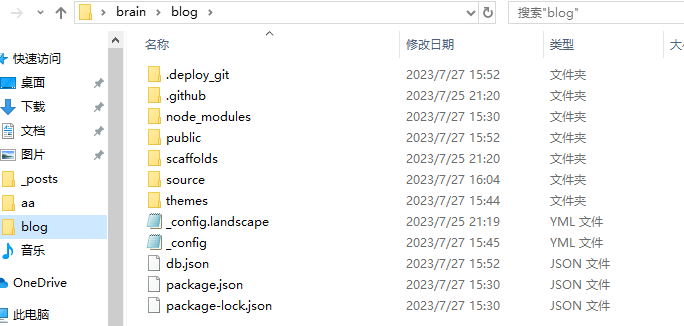 brain > blog >
搜索"blog"
名称 修改日期 类型 大
快速访问
桌面
下载
文档
图片
_posts
aa
blog
音乐
OneDrive
此电脑
.deploy_git 2023/7/27 15:52 文件夹
.github 2023/7/25 21:20 文件夹
node_modules 2023/7/27 15:30 文件夹
public 2023/7/27 15:52 文件夹
scaffolds 2023/7/25 21:20 文件夹
source 2023/7/27 16:04 文件夹
themes 2023/7/27 15:44 文件夹
_config.landscape 2023/7/25 21:19 YML 文件
_config 2023/7/27 15:45 YML 文件
db.json 2023/7/27 15:52 JSON 文件
package.json 2023/7/27 15:30 JSON 文件
package-lock.json 2023/7/27 15:30 JSON 文件